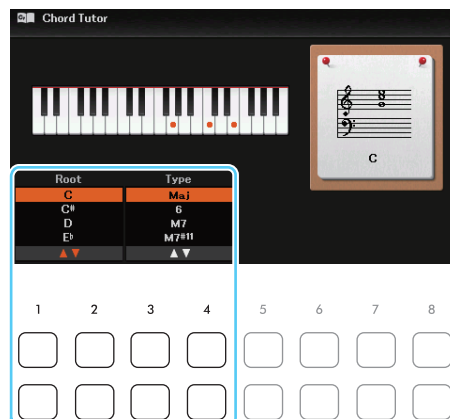 Chord Tutor
C
Root Type
C Maj
C# 6
D M7
E♭ M7#11
1 2 3 4 5 6 7 8